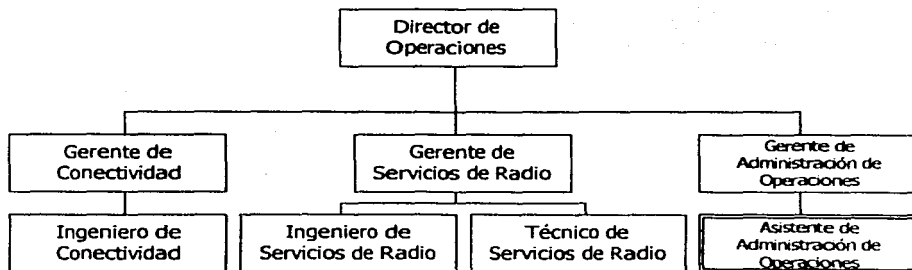 Director de
Operaciones
Gerente de
Conectividad
Gerente de
Servicios de Radio
Gerente de
Administración de
Operaciones
Ingeniero de
Conectividad
Ingeniero de
Servicios de Radio
Técnico de
Servicios de Radio
Asistente de
Administración de
Operaciones